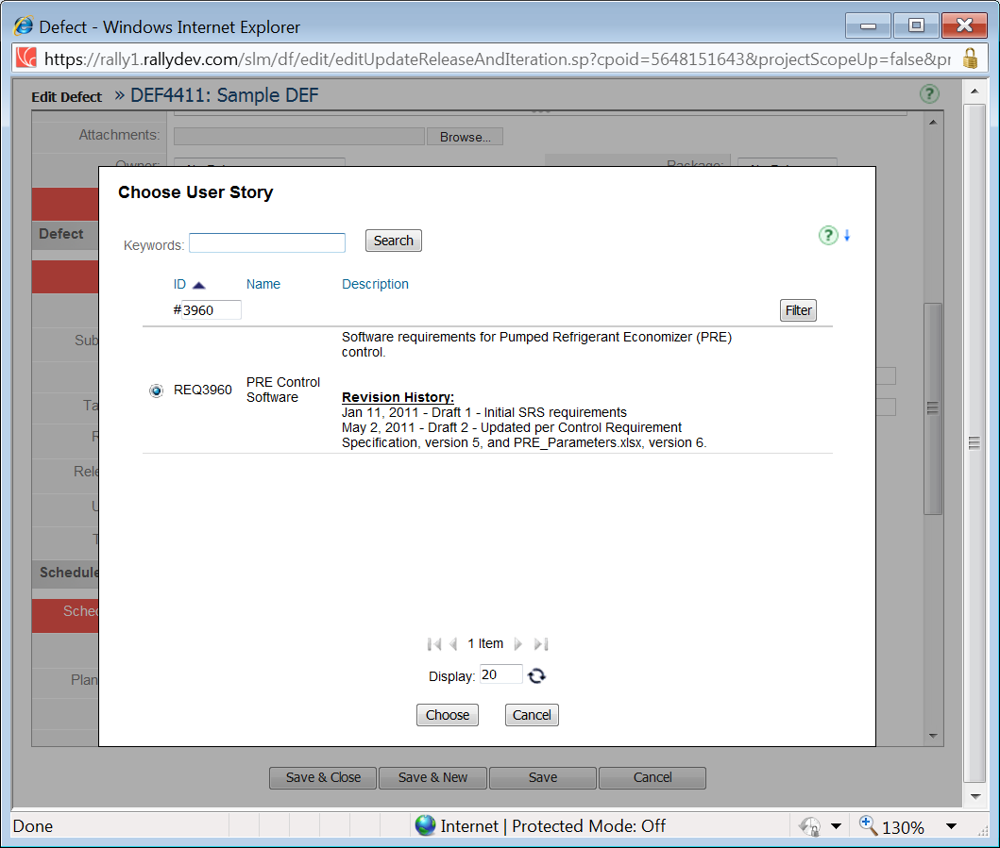 Defect - Windows Internet Explorer
https://rally1.rallydev.com/slm/df/edit/editUpdateReleaseAndIteration.sp?cpoid=5648151643&projectScopeUp=false&pr
Edit Defect » DEF4411: Sample DEF ?
Attachments: Browse...
Owner: Package:
Choose User Story
Defect
Keywords: Search ?
ID Name Description
#3960 Filter
Software requirements for Pumped Refrigerant Economizer (PRE)
control.
Sub
REQ3960 PRE Control
Software
Revision History:
Jan 11, 2011 - Draft 1 - Initial SRS requirements
May 2, 2011 - Draft 2 - Updated per Control Requirement
Specification, version 5, and PRE_Parameters.xlsx, version 6.
Ta
R
Rele
U
T
Schedule
Sched
1 Item
Display: 20
Plan
Choose Cancel
Save & Close Save & New Save Cancel
Done Internet | Protected Mode: Off 130%